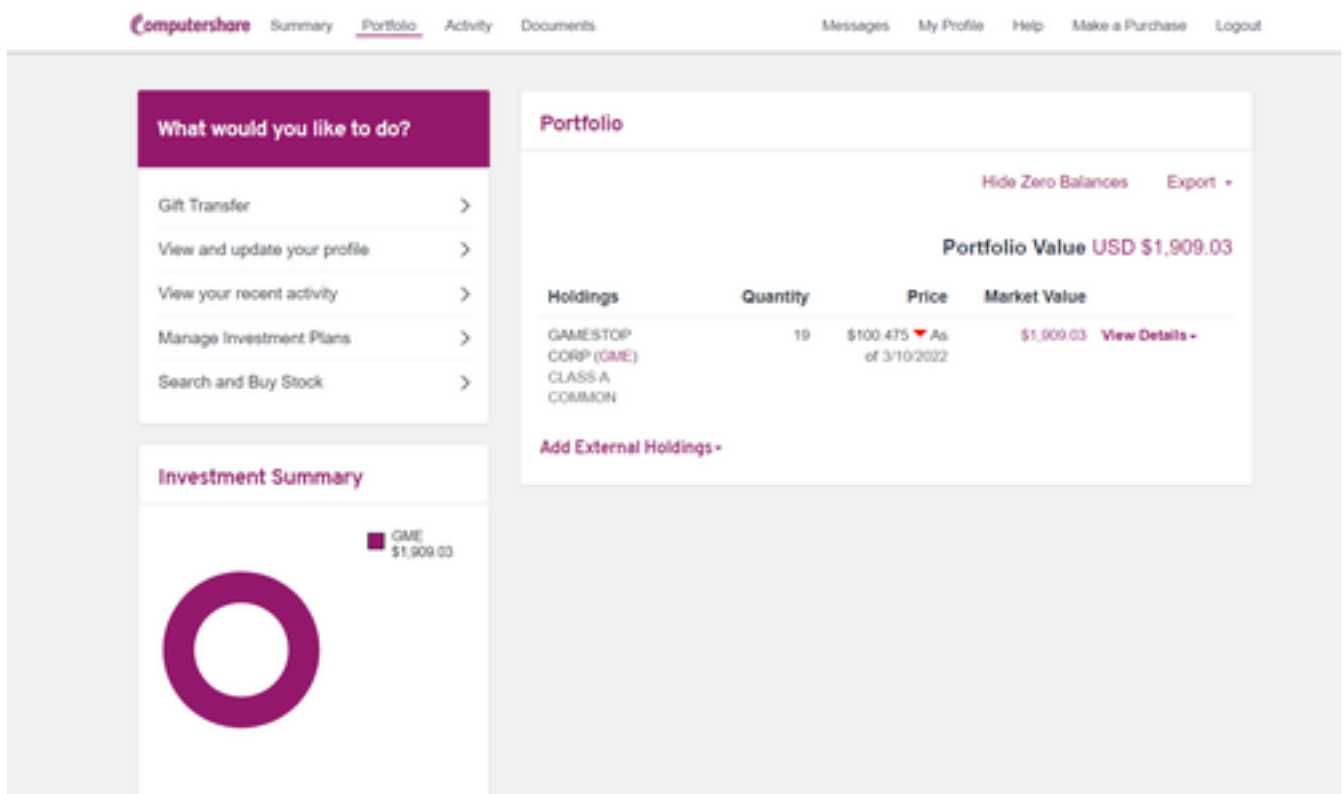 Computershare Summary Portfolio Activity Documents Messages My Profile Help Make a Purchase Logout
What would you like to do?
Gift Transfer
View and update your profile
View your recent activity
Manage Investment Plans
Search and Buy Stock
Investment Summary
GME
$1,909.03
Portfolio
Hide Zero Balances Export
Portfolio Value USD $1,909.03
Holdings Quantity Price Market Value
GAMESTOP 19 $100.475 As $1,909.03 View Details
CORP (GME) of 3/10/2022
CLASS A
COMMON
Add External Holdings